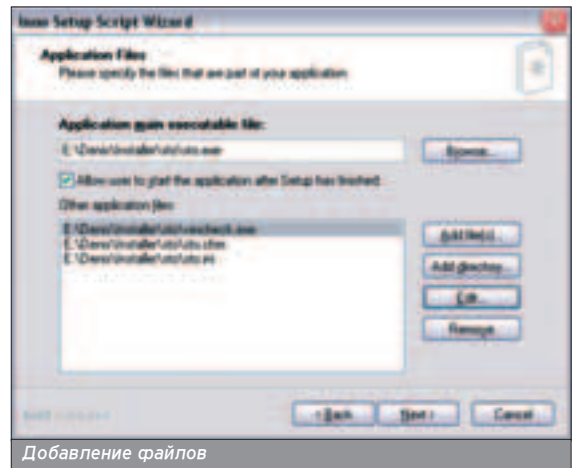 Inno Setup Script Wizard
Application Files
Please specify the files that are part of your application.
Application main executable file:
Browse...
Allow user to start the application after Setup has finished
Other application files:
Add file(s)...
Add directory...
Edit...
Remove
< Back
Next >
Cancel
Добавление файлов